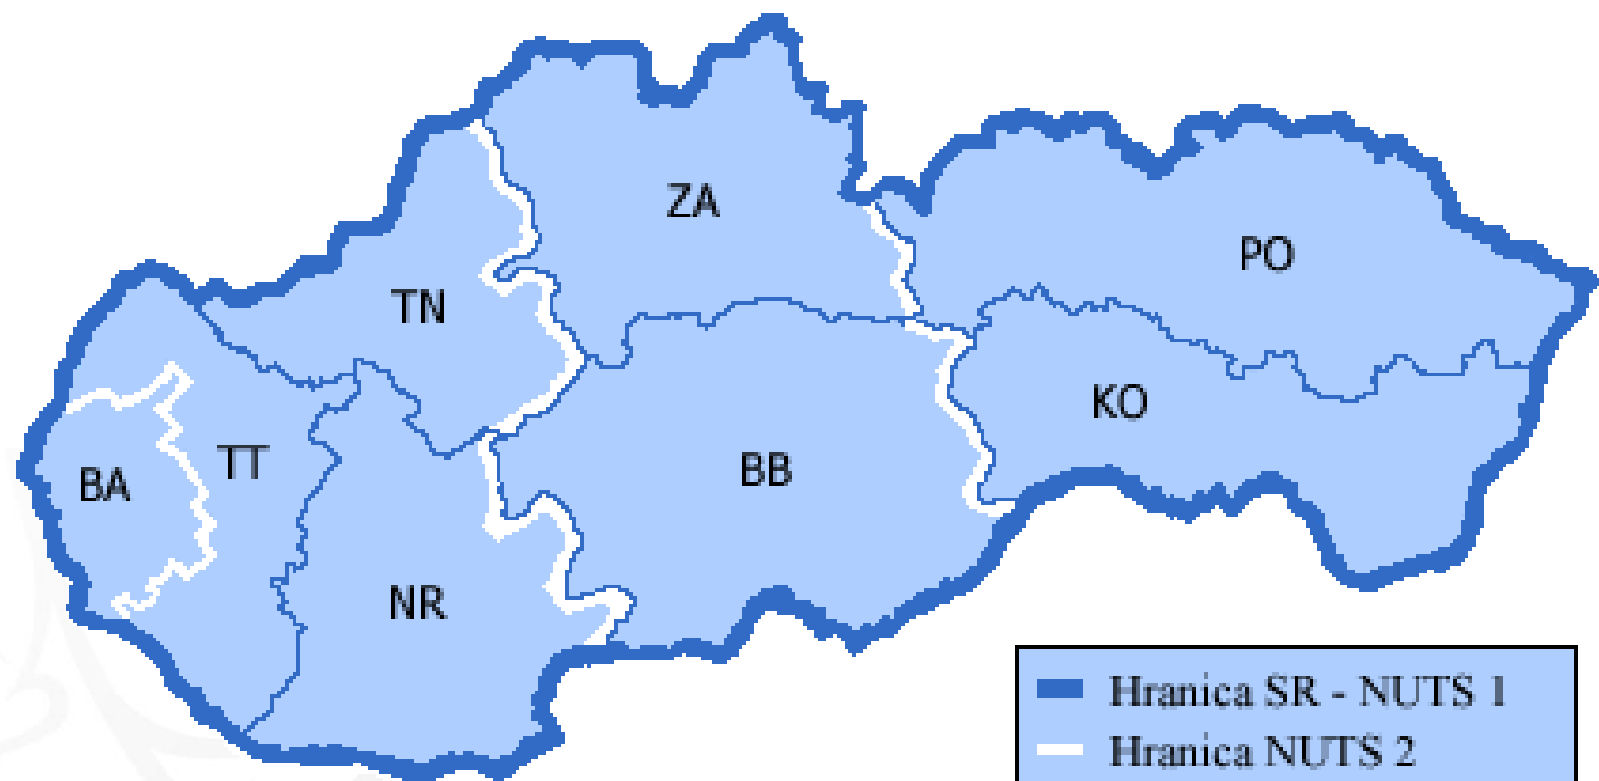 ZA
PO
TN
KO
TT
BB
BA
NR
Hranica SR - NUTS 1
Hranica NUTS 2